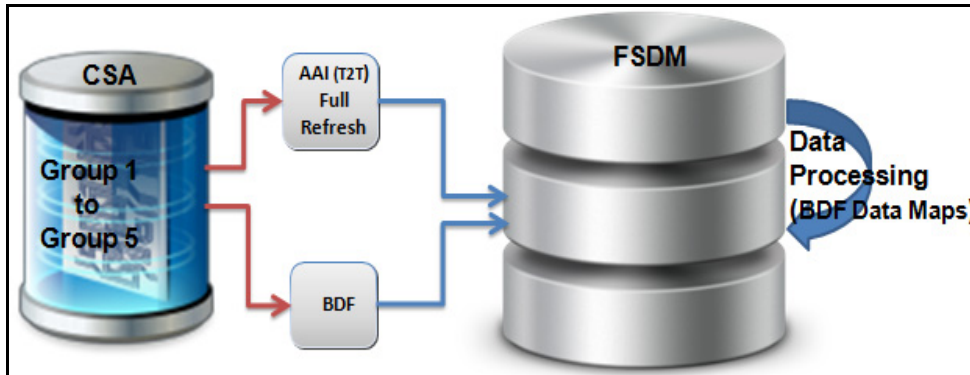 CSA
Group 1
to
Group 5
AAI (T2T)
Full
Refresh
BDF
FSDM
Data
Processing
(BDF Data Maps)